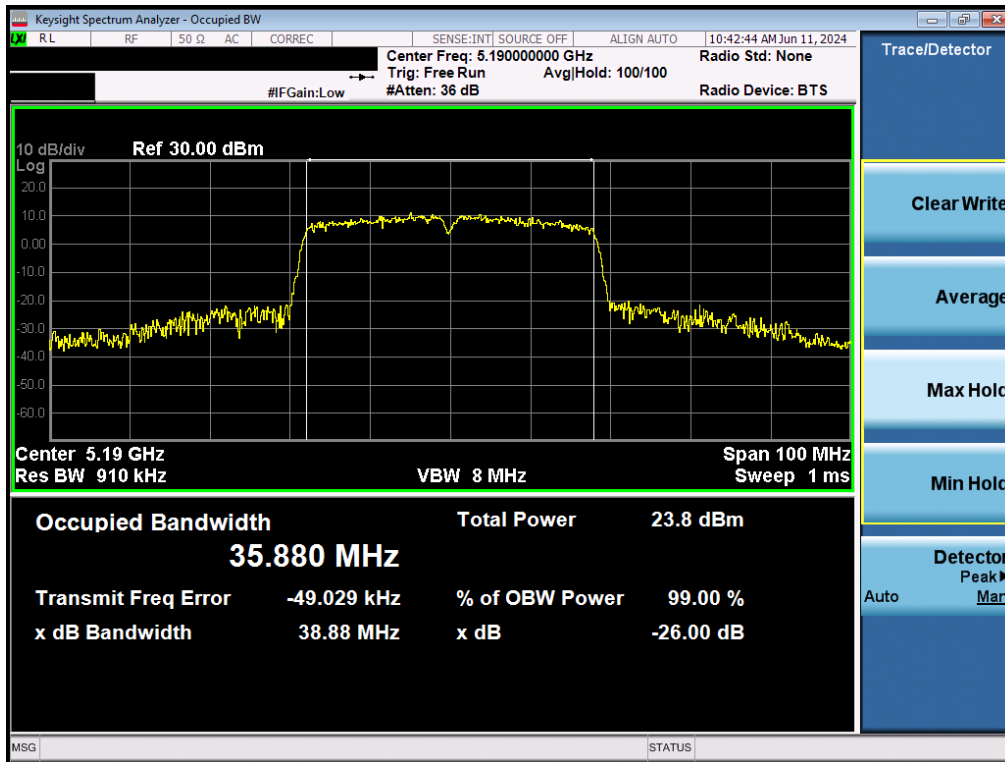 Keysight Spectrum Analyzer - Occupied BW
LXI RL RF 50 Ω AC CORREC SENSE:INT SOURCE OFF ALIGN AUTO 10:42:44 AM Jun 11, 2024
Center Freq: 5.190000000 GHz Radio Std: None
Trig: Free Run Avg|Hold: 100/100
#IFGain:Low #Atten: 36 dB Radio Device: BTS
10 dB/div Ref 30.00 dBm
Log
20.0
10.0
0.00
-10.0
-20.0
-30.0
-40.0
-50.0
-60.0
Center 5.19 GHz Span 100 MHz
Res BW 910 kHz VBW 8 MHz Sweep 1 ms
Occupied Bandwidth Total Power 23.8 dBm
35.880 MHz
Transmit Freq Error -49.029 kHz % of OBW Power 99.00 %
x dB Bandwidth 38.88 MHz x dB -26.00 dB
Trace/Detector
Clear Write
Average
Max Hold
Min Hold
Detector
Peak
Auto Man
MSG STATUS